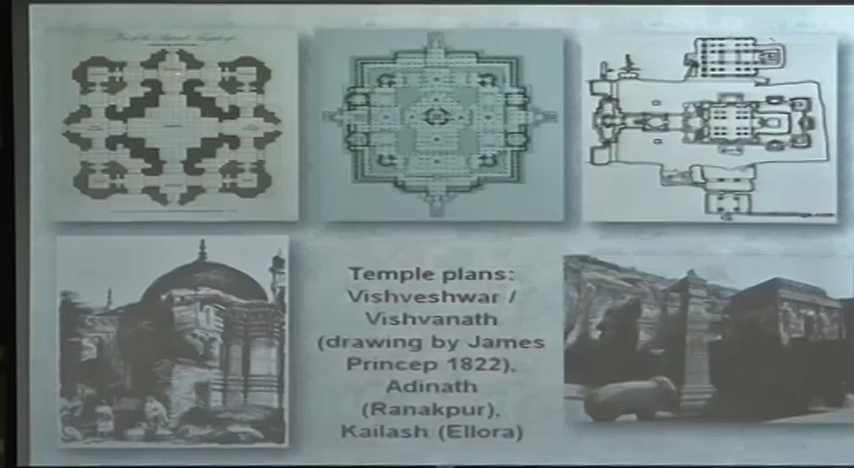 Temple plans:
Vishveshwar /
Vishvanath
(drawing by James
Princep 1822),
Adinath
(Ranakpur),
Kailash (Ellora)